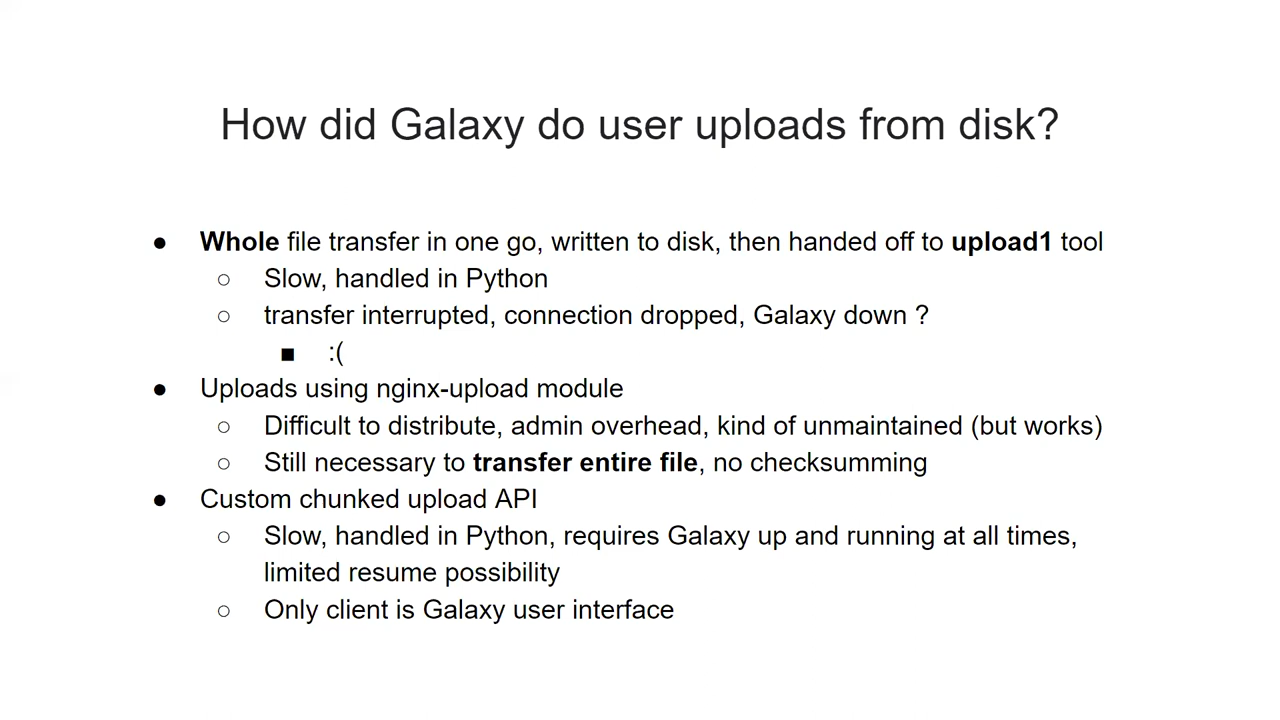 How did Galaxy do user uploads from disk?
● Whole file transfer in one go, written to disk, then handed off to upload1 tool
○ Slow, handled in Python
○ transfer interrupted, connection dropped, Galaxy down ?
■ :(
● Uploads using nginx-upload module
○ Difficult to distribute, admin overhead, kind of unmaintained (but works)
○ Still necessary to transfer entire file, no checksumming
● Custom chunked upload API
○ Slow, handled in Python, requires Galaxy up and running at all times,
limited resume possibility
○ Only client is Galaxy user interface